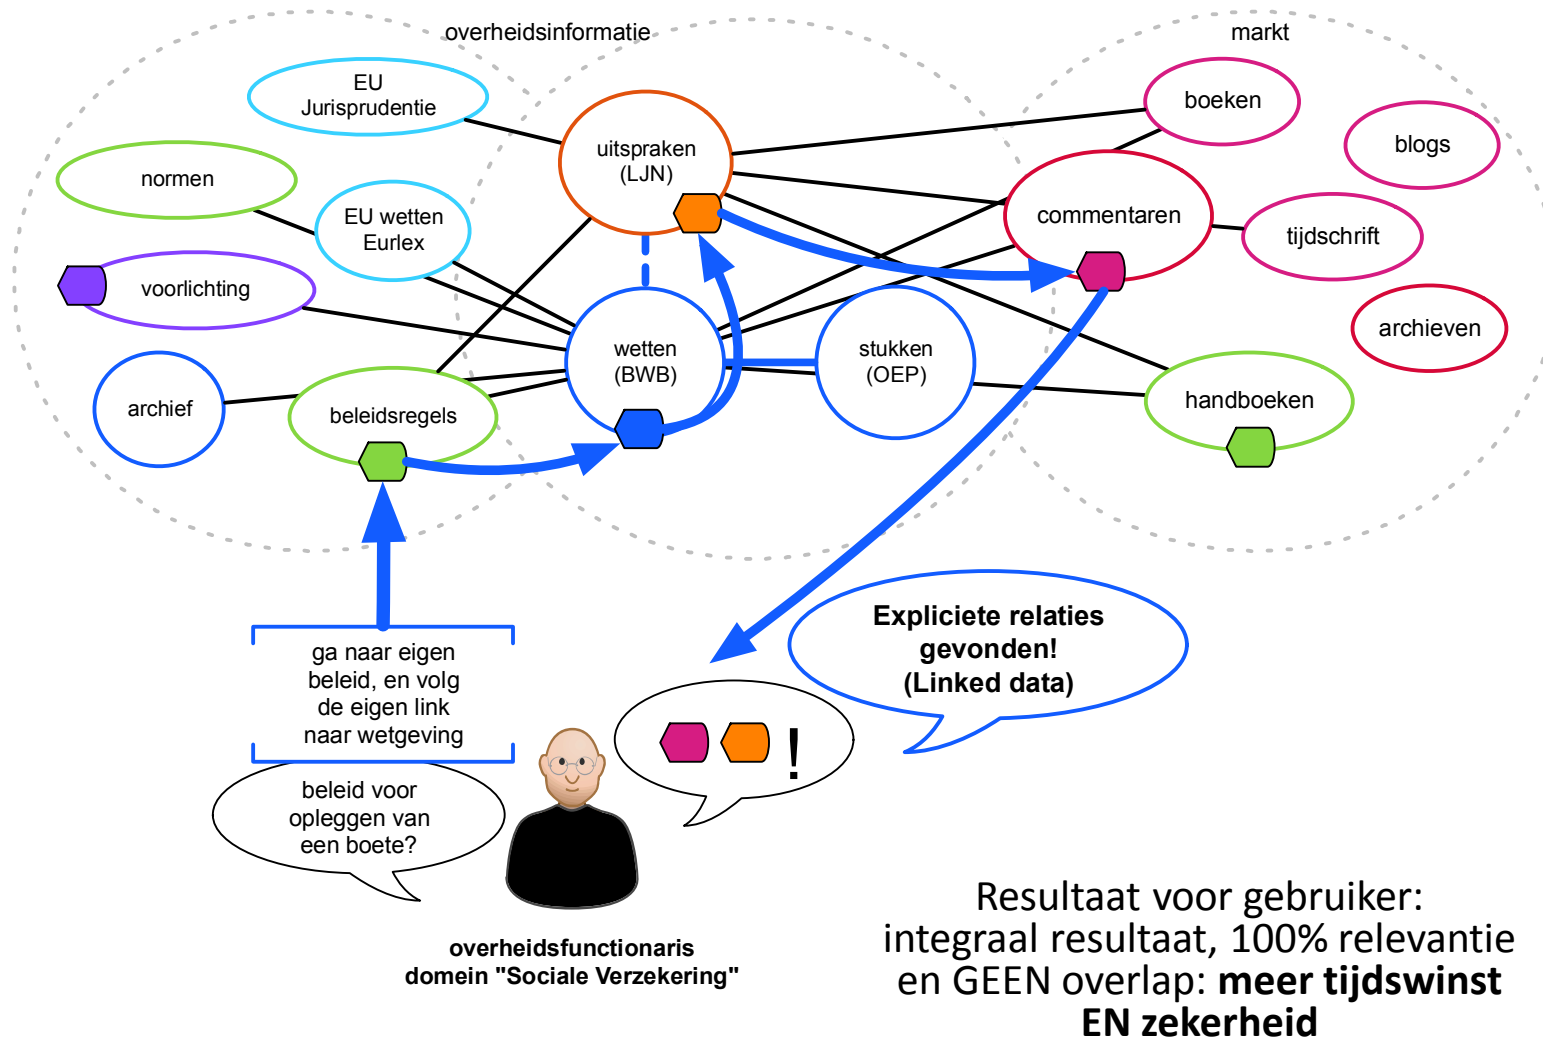 overheidsinformatie
markt
EU
Jurisprudentie
uitspraken
(LJN)
boeken
blogs
normen
EU wetten
Eurlex
commentaren
tijdschrift
voorlichting
archieven
wetten
(BWB)
stukken
(OEP)
archief
beleidsregels
handboeken
ga naar eigen
beleid, en volg
de eigen link
naar wetgeving
Expliciete relaties
gevonden!
(Linked data)
!
beleid voor
opleggen van
een boete?
overheidsfunctionaris
domein "Sociale Verzekering"
Resultaat voor gebruiker:
integraal resultaat, 100% relevantie
en GEEN overlap: meer tijdswinst
EN zekerheid